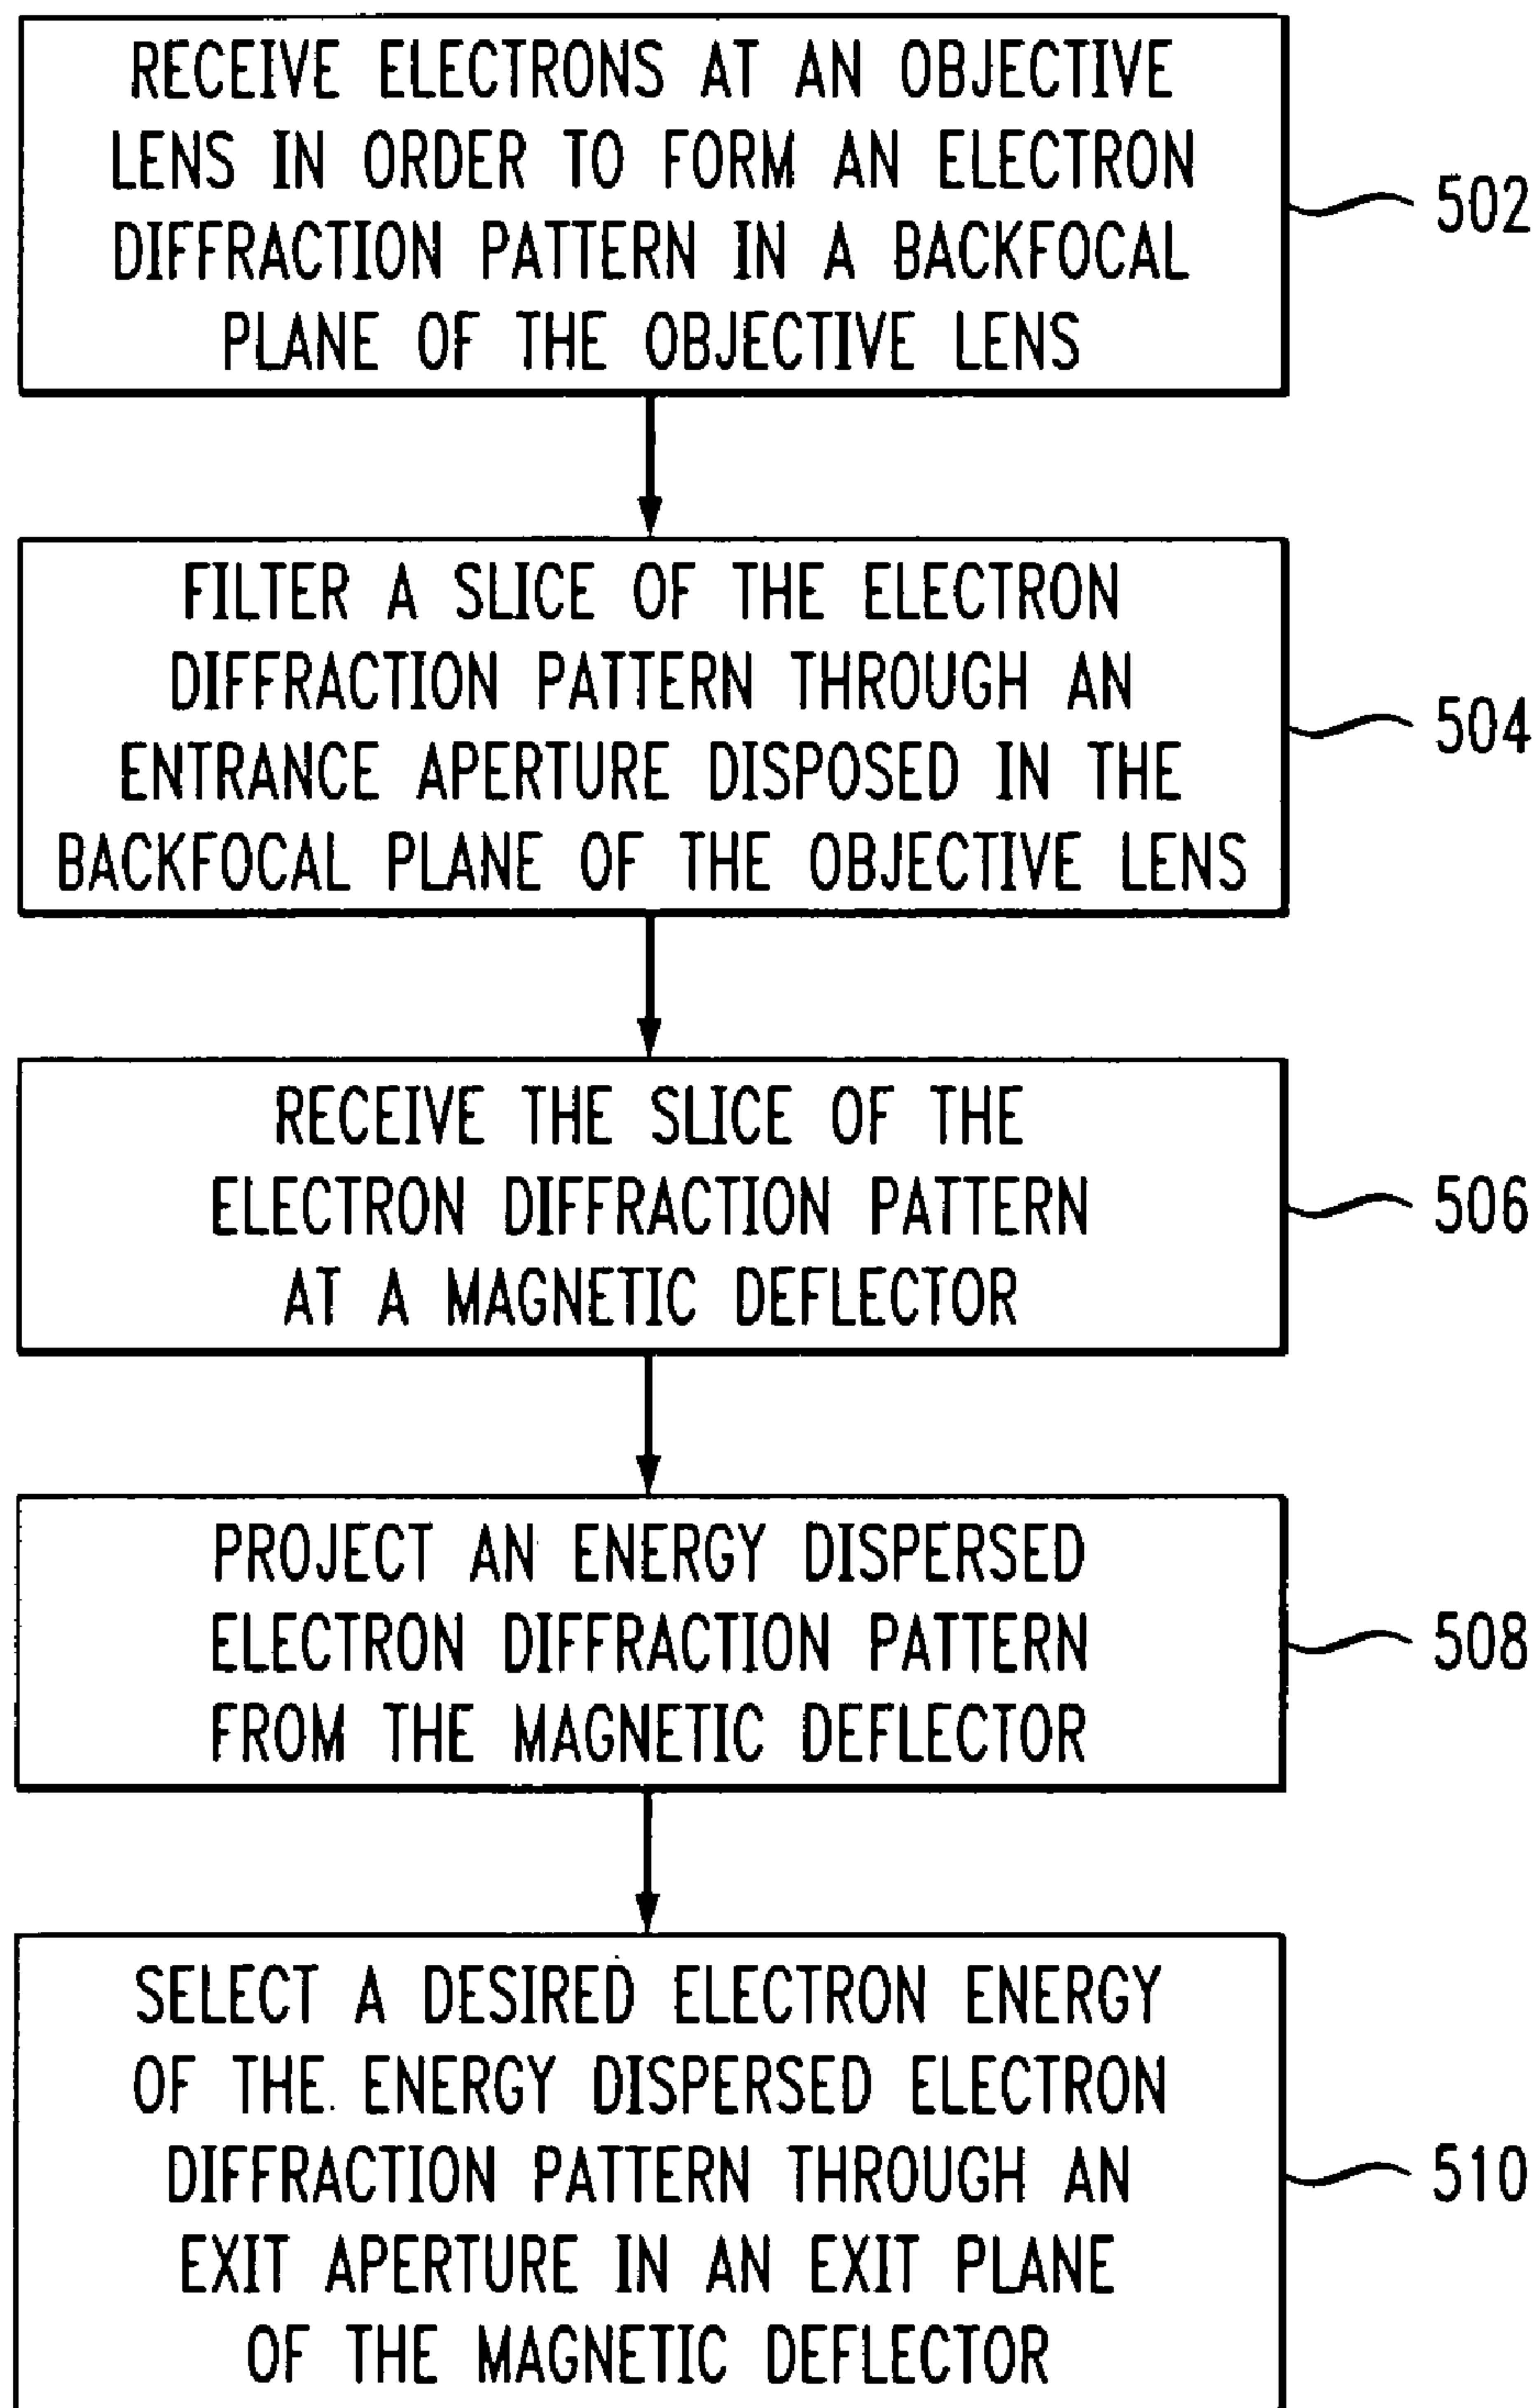 RECEIVE ELECTRONS AT AN OBJECTIVE
LENS IN ORDER TO FORM AN ELECTRON
DIFFRACTION PATTERN IN A BACKFOCAL
PLANE OF THE OBJECTIVE LENS
502
FILTER A SLICE OF THE ELECTRON
DIFFRACTION PATTERN THROUGH AN
ENTRANCE APERTURE DISPOSED IN THE
BACKFOCAL PLANE OF THE OBJECTIVE LENS
504
RECEIVE THE SLICE OF THE
ELECTRON DIFFRACTION PATTERN
AT A MAGNETIC DEFLECTOR
506
PROJECT AN ENERGY DISPERSED
ELECTRON DIFFRACTION PATTERN
FROM THE MAGNETIC DEFLECTOR
508
SELECT A DESIRED ELECTRON ENERGY
OF THE ENERGY DISPERSED ELECTRON
DIFFRACTION PATTERN THROUGH AN
EXIT APERTURE IN AN EXIT PLANE
OF THE MAGNETIC DEFLECTOR
510